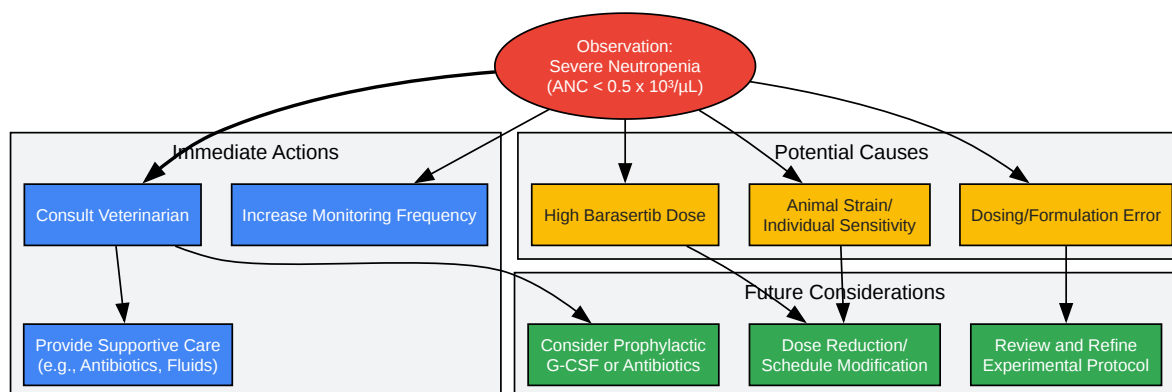 Observation:
Severe Neutropenia
(ANC < 0.5 x 10³/µL)
Immediate Actions
Potential Causes
Consult Veterinarian
Increase Monitoring Frequency
High Barasertib Dose
Animal Strain/
Individual Sensitivity
Dosing/Formulation Error
Future Considerations
Provide Supportive Care
(e.g., Antibiotics, Fluids)
Consider Prophylactic
G-CSF or Antibiotics
Dose Reduction/
Schedule Modification
Review and Refine
Experimental Protocol